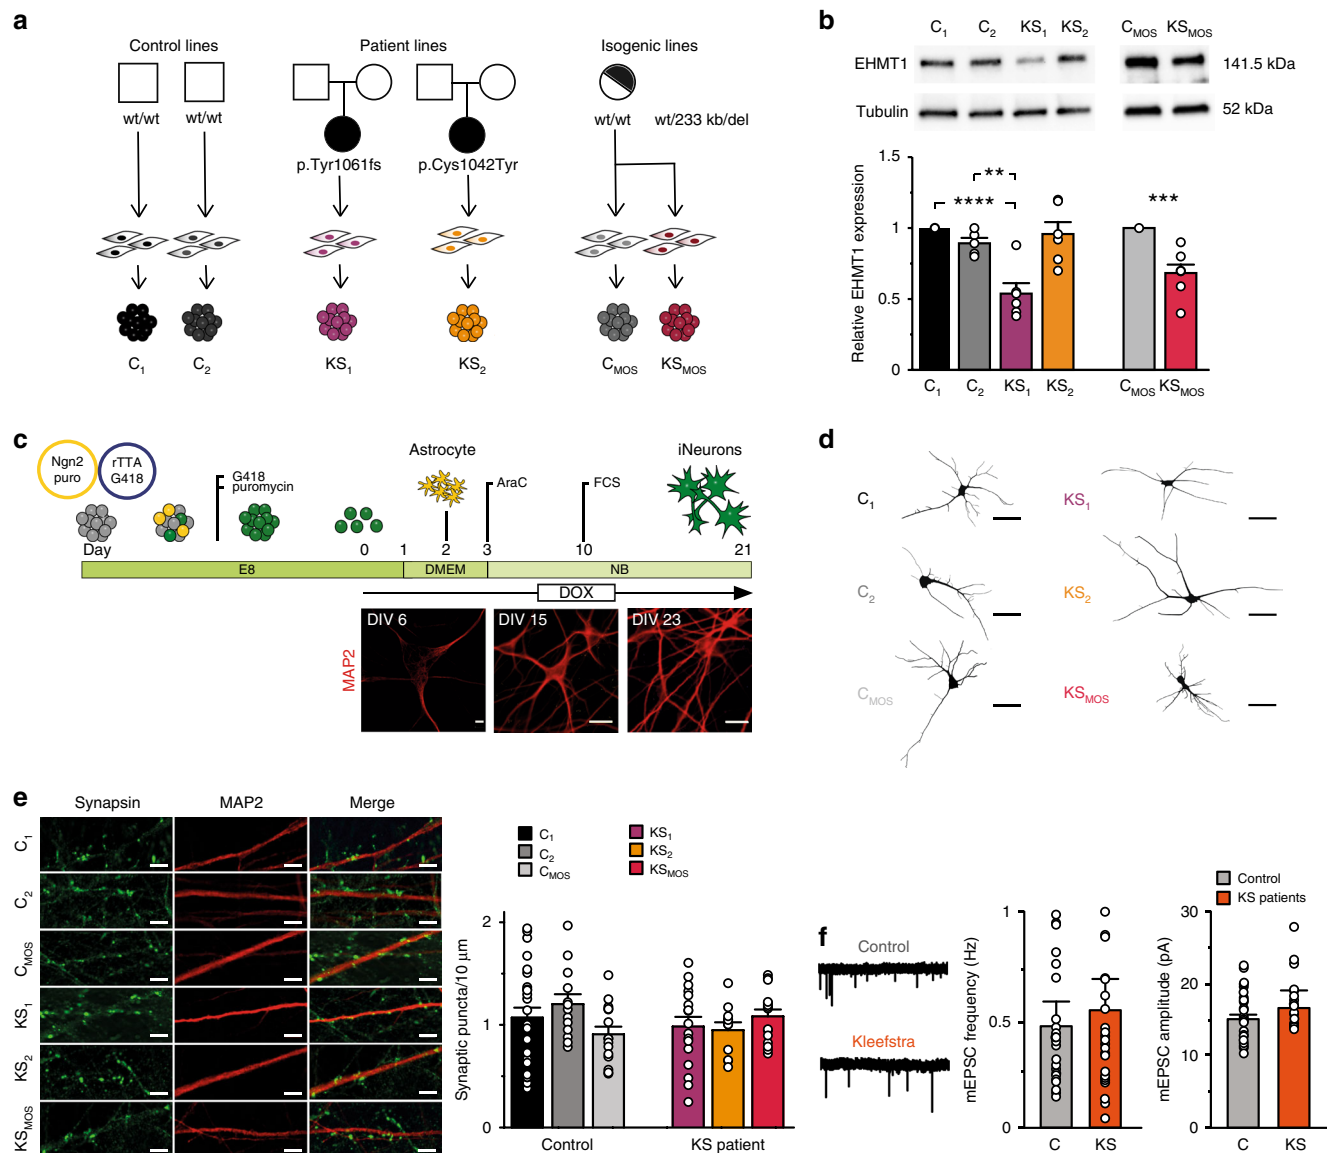 a
Control lines
Patient lines
Isogenic lines
wt/wt
wt/wt
p.Tyr1061fs
p.Cys1042Tyr
wt/wt
wt/233 kb/del
C1
C2
KS1
KS2
CMOS
KSMOS
b
C1
C2
KS1
KS2
CMOS
KSMOS
EHMT1
141.5 kDa
Tubulin
52 kDa
Relative EHMT1 expression
1.5
1
0.5
0
**
****
***
C1
C2
KS1
KS2
CMOS
KSMOS
c
Ngn2
puro
rTTA
G418
G418
puromycin
Astrocyte
AraC
FCS
iNeurons
Day
0
1
2
3
10
21
E8
DMEM
NB
DOX
MAP2
DIV 6
DIV 15
DIV 23
d
C1
KS1
C2
KS2
CMOS
KSMOS
e
Synapsin
MAP2
Merge
C1
C2
CMOS
KS1
KS2
KSMOS
C1
C2
CMOS
KS1
KS2
KSMOS
Synaptic puncta/10 µm
2
1
0
Control
KS patient
f
Control
Kleefstra
mEPSC frequency (Hz)
1
0.5
0
C
KS
Control
KS patients
mEPSC amplitude (pA)
30
20
10
0
C
KS